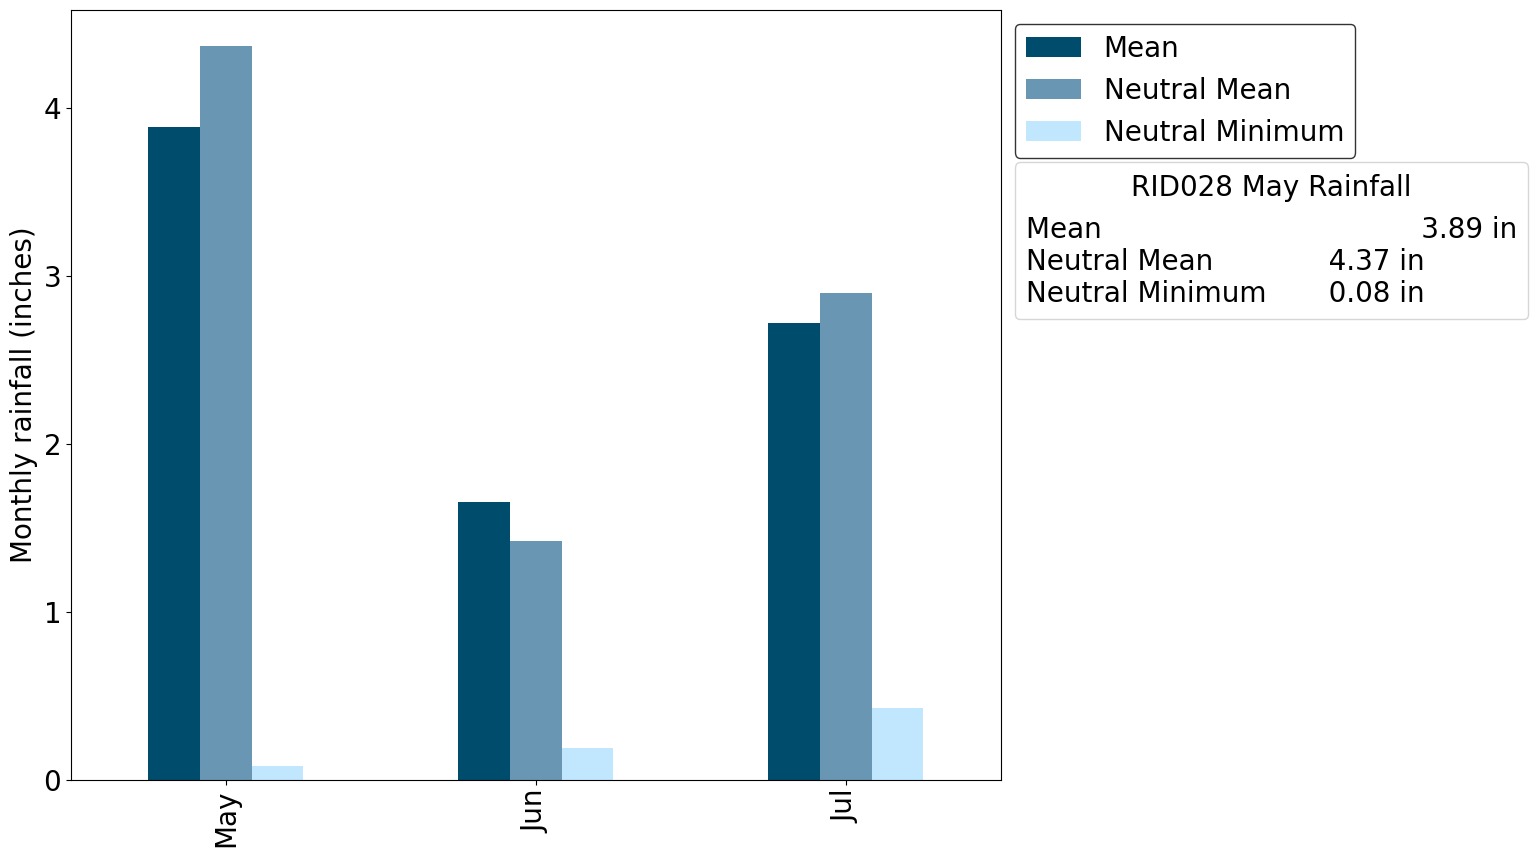 Monthly rainfall (inches)
4
3
2
1
0
May
Jun
Jul
Mean
Neutral Mean
Neutral Minimum
RID028 May Rainfall
Mean 3.89 in
Neutral Mean 4.37 in
Neutral Minimum 0.08 in